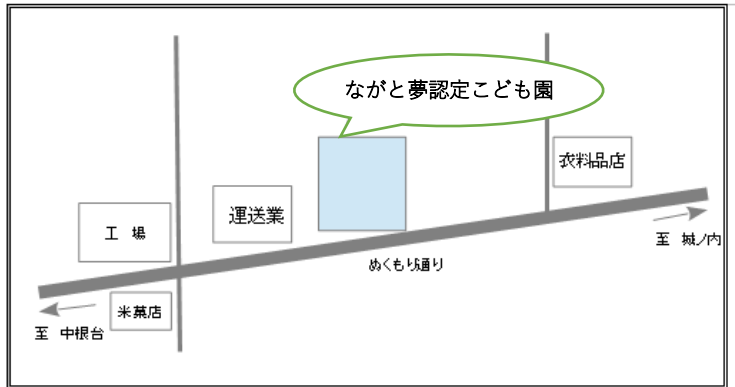 ながと夢認定こども園
衣料品店
運送業
工 場
至 城ノ内
ぬくもり通り
米菓店
至 中根台